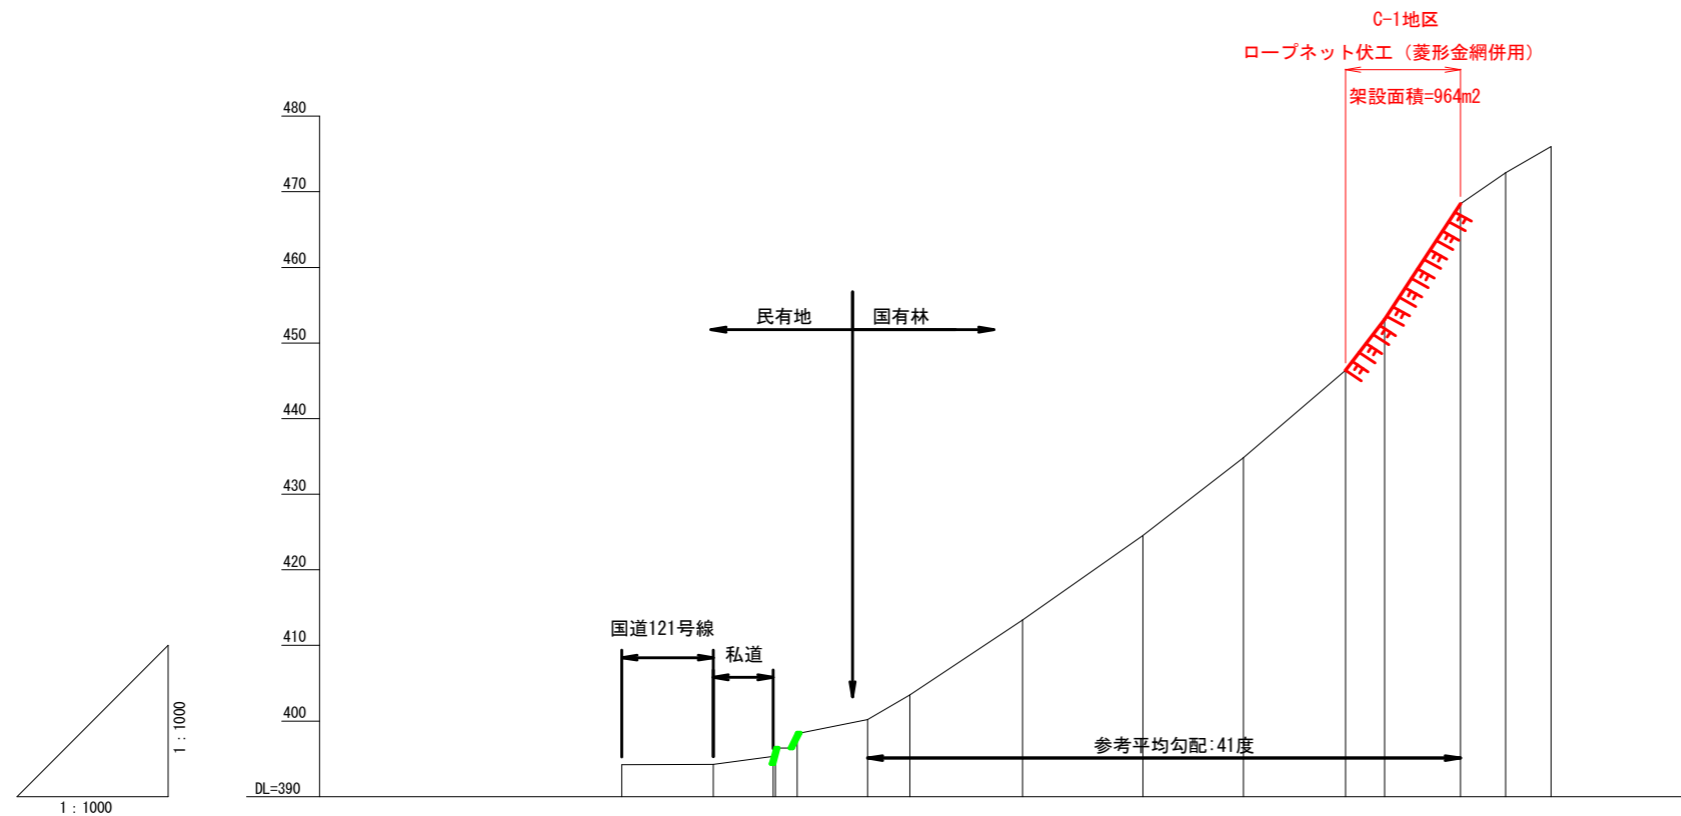 C-1地区
ロープネット伏工（菱形金網併用）
架設面積=964m2
480
470
460
450
440
430
420
410
400
DL=390
民有地
国有林
国道121号線
私道
参考平均勾配:41度
1：1000
1：1000